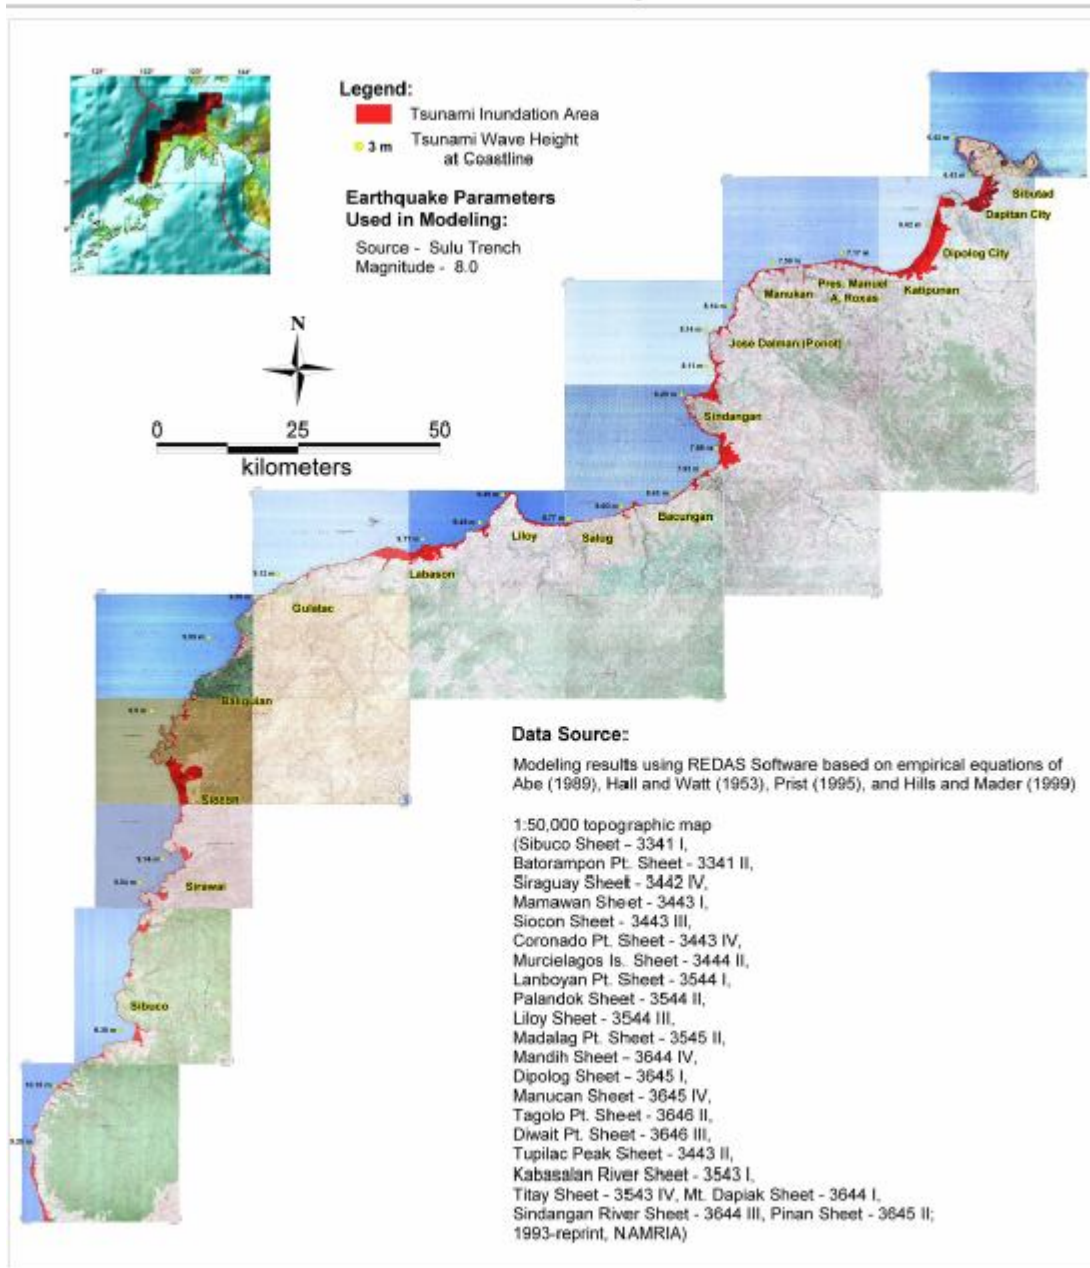 Legend:
Tsunami Inundation Area
3 m Tsunami Wave Height
at Coastline
Earthquake Parameters
Used in Modeling:
Source - Sulu Trench
Magnitude - 8.0
N
0 25 50
kilometers
Sibutad
Dapitan City
Dipolog City
Katipunan
Pres. Manuel
A. Roxas
Manukan
Jose Dalman (Ponot)
Sindangan
Bacungan
Salug
Liloy
Labason
Gulatac
Baliguian
Siocon
Sirawai
Sibuco
Data Source:
Modeling results using REDAS Software based on empirical equations of
Abe (1989), Hall and Watt (1953), Prist (1995), and Hills and Mader (1999)
1:50,000 topographic map
(Sibuco Sheet - 3341 I,
Batorampon Pt. Sheet - 3341 II,
Siraguay Sheet - 3442 IV,
Mamawan Sheet - 3443 I,
Siocon Sheet - 3443 III,
Coronado Pt. Sheet - 3443 IV,
Murcielagos Is. Sheet - 3444 II,
Lanboyan Pt. Sheet - 3544 I,
Palandok Sheet - 3544 II,
Liloy Sheet - 3544 III,
Madalag Pt. Sheet - 3545 II,
Mandih Sheet - 3644 IV,
Dipolog Sheet - 3645 I,
Manucan Sheet - 3645 IV,
Tagolo Pt. Sheet - 3646 II,
Diwait Pt. Sheet - 3646 III,
Tupilac Peak Sheet - 3443 II,
Kabasalan River Sheet - 3543 I,
Titay Sheet - 3543 IV, Mt. Dapiak Sheet - 3644 I,
Sindangan River Sheet - 3644 III, Pinan Sheet - 3645 II;
1993-reprint, NAMRIA)